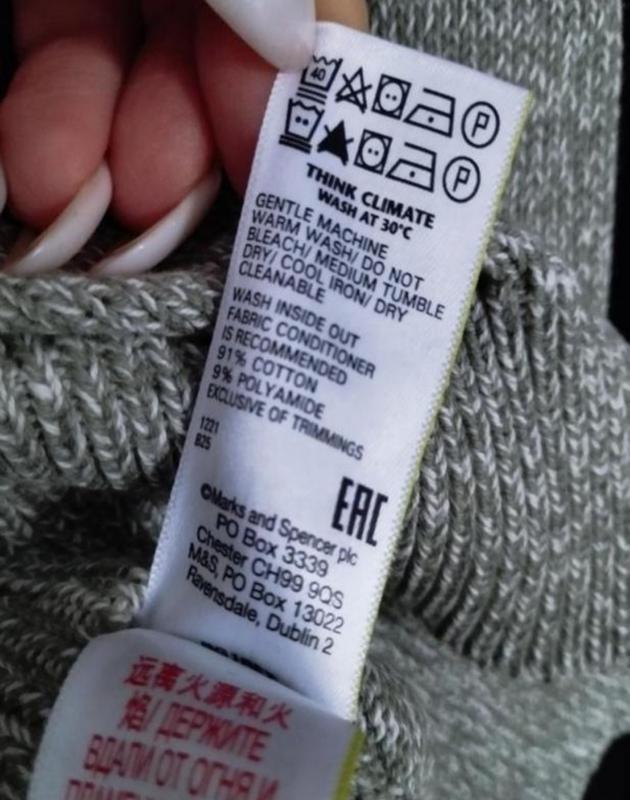 40
P
P
THINK CLIMATE
WASH AT 30°C
GENTLE MACHINE
WARM WASH/ DO NOT
BLEACH/ MEDIUM TUMBLE
DRY/ COOL IRON/ DRY
CLEANABLE
WASH INSIDE OUT
FABRIC CONDITIONER
IS RECOMMENDED
91% COTTON
9% POLYAMIDE
EXCLUSIVE OF TRIMMINGS
1221
B25
EAC
©Marks and Spencer plc
PO Box 3339
Chester CH99 9QS
M&S, PO Box 13022
Ravensdale, Dublin 2
远离火源和火
焰/ ДЕРЖИТЕ
ВДАЛИ ОТ ОГНЯ И